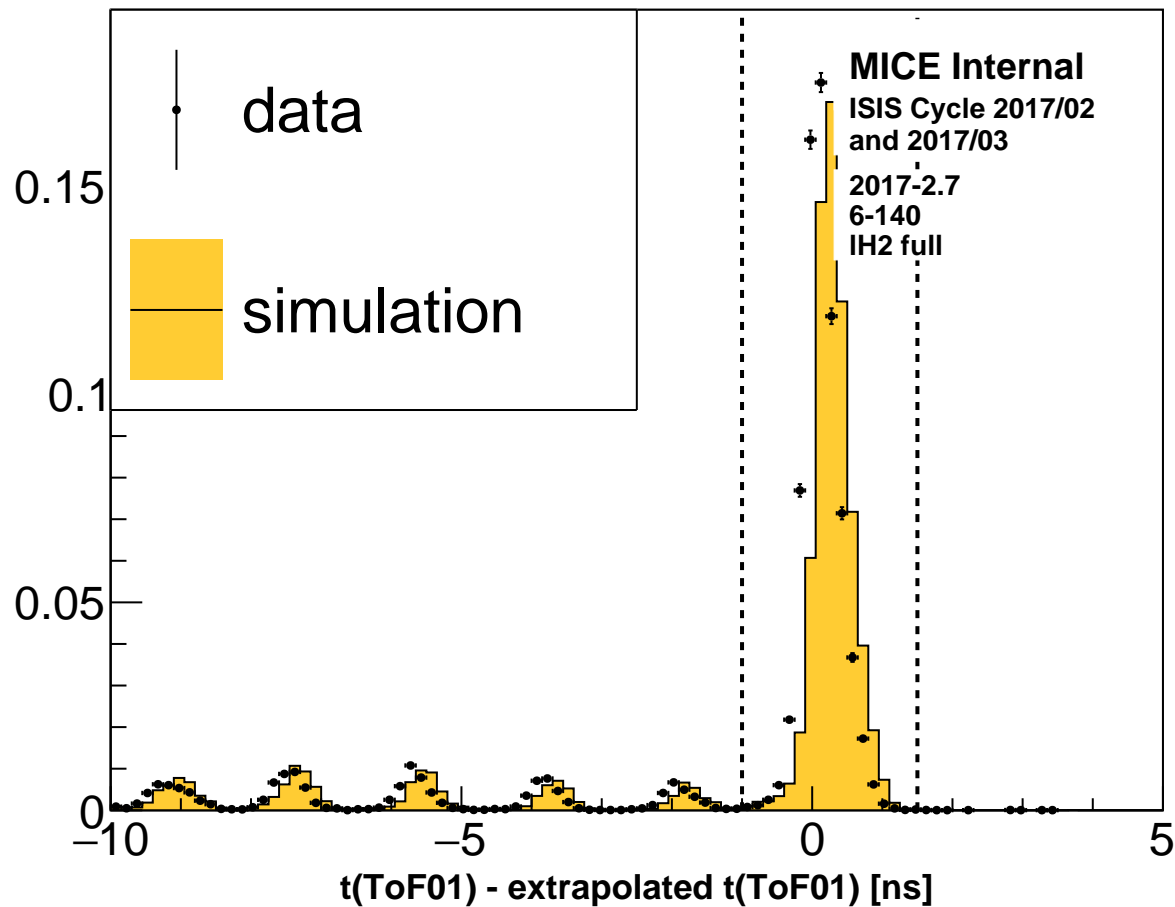 data
simulation
MICE Internal
ISIS Cycle 2017/02
and 2017/03
2017-2.7
6-140
IH2 full
0.15
0.1
0.05
0
−10
−5
0
5
t(ToF01) - extrapolated t(ToF01) [ns]